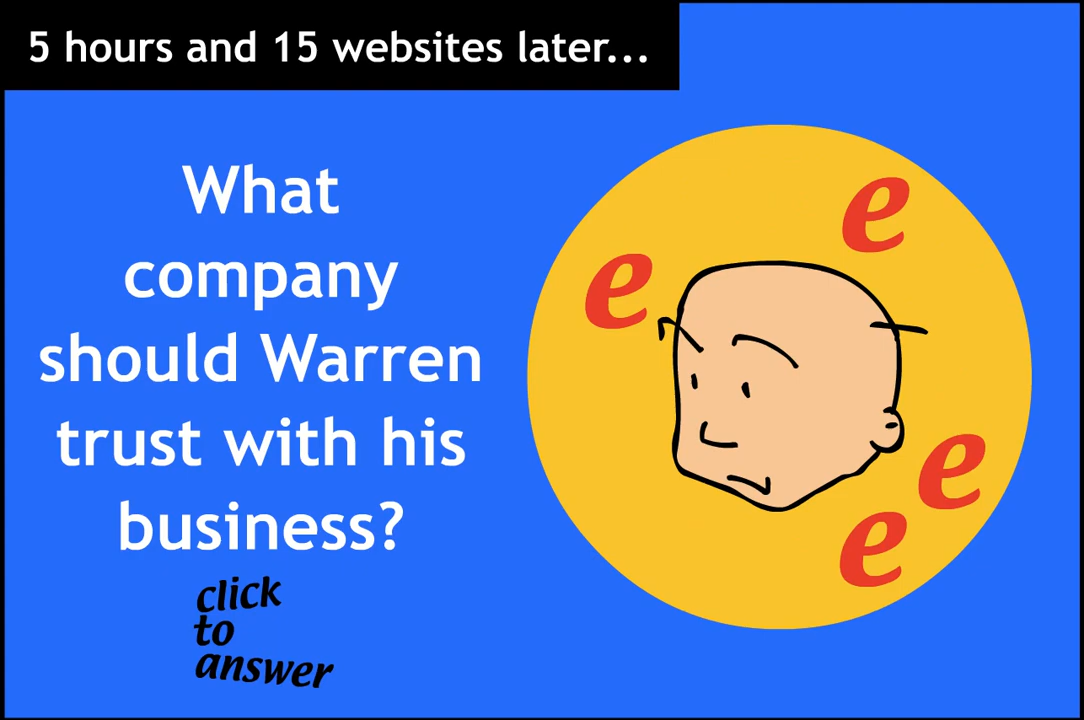 5 hours and 15 websites later...
What
company
should Warren
trust with his
business?
click
to
answer
e
e
e
e